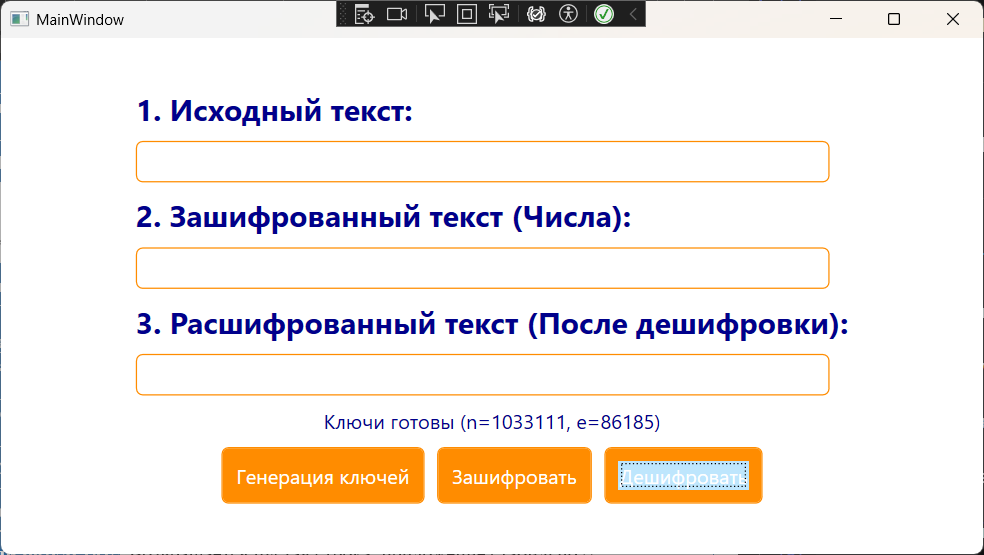 MainWindow
1. Исходный текст:
2. Зашифрованный текст (Числа):
3. Расшифрованный текст (После дешифровки):
Ключи готовы (n=1033111, e=86185)
Генерация ключей
Зашифровать
Дешифровать